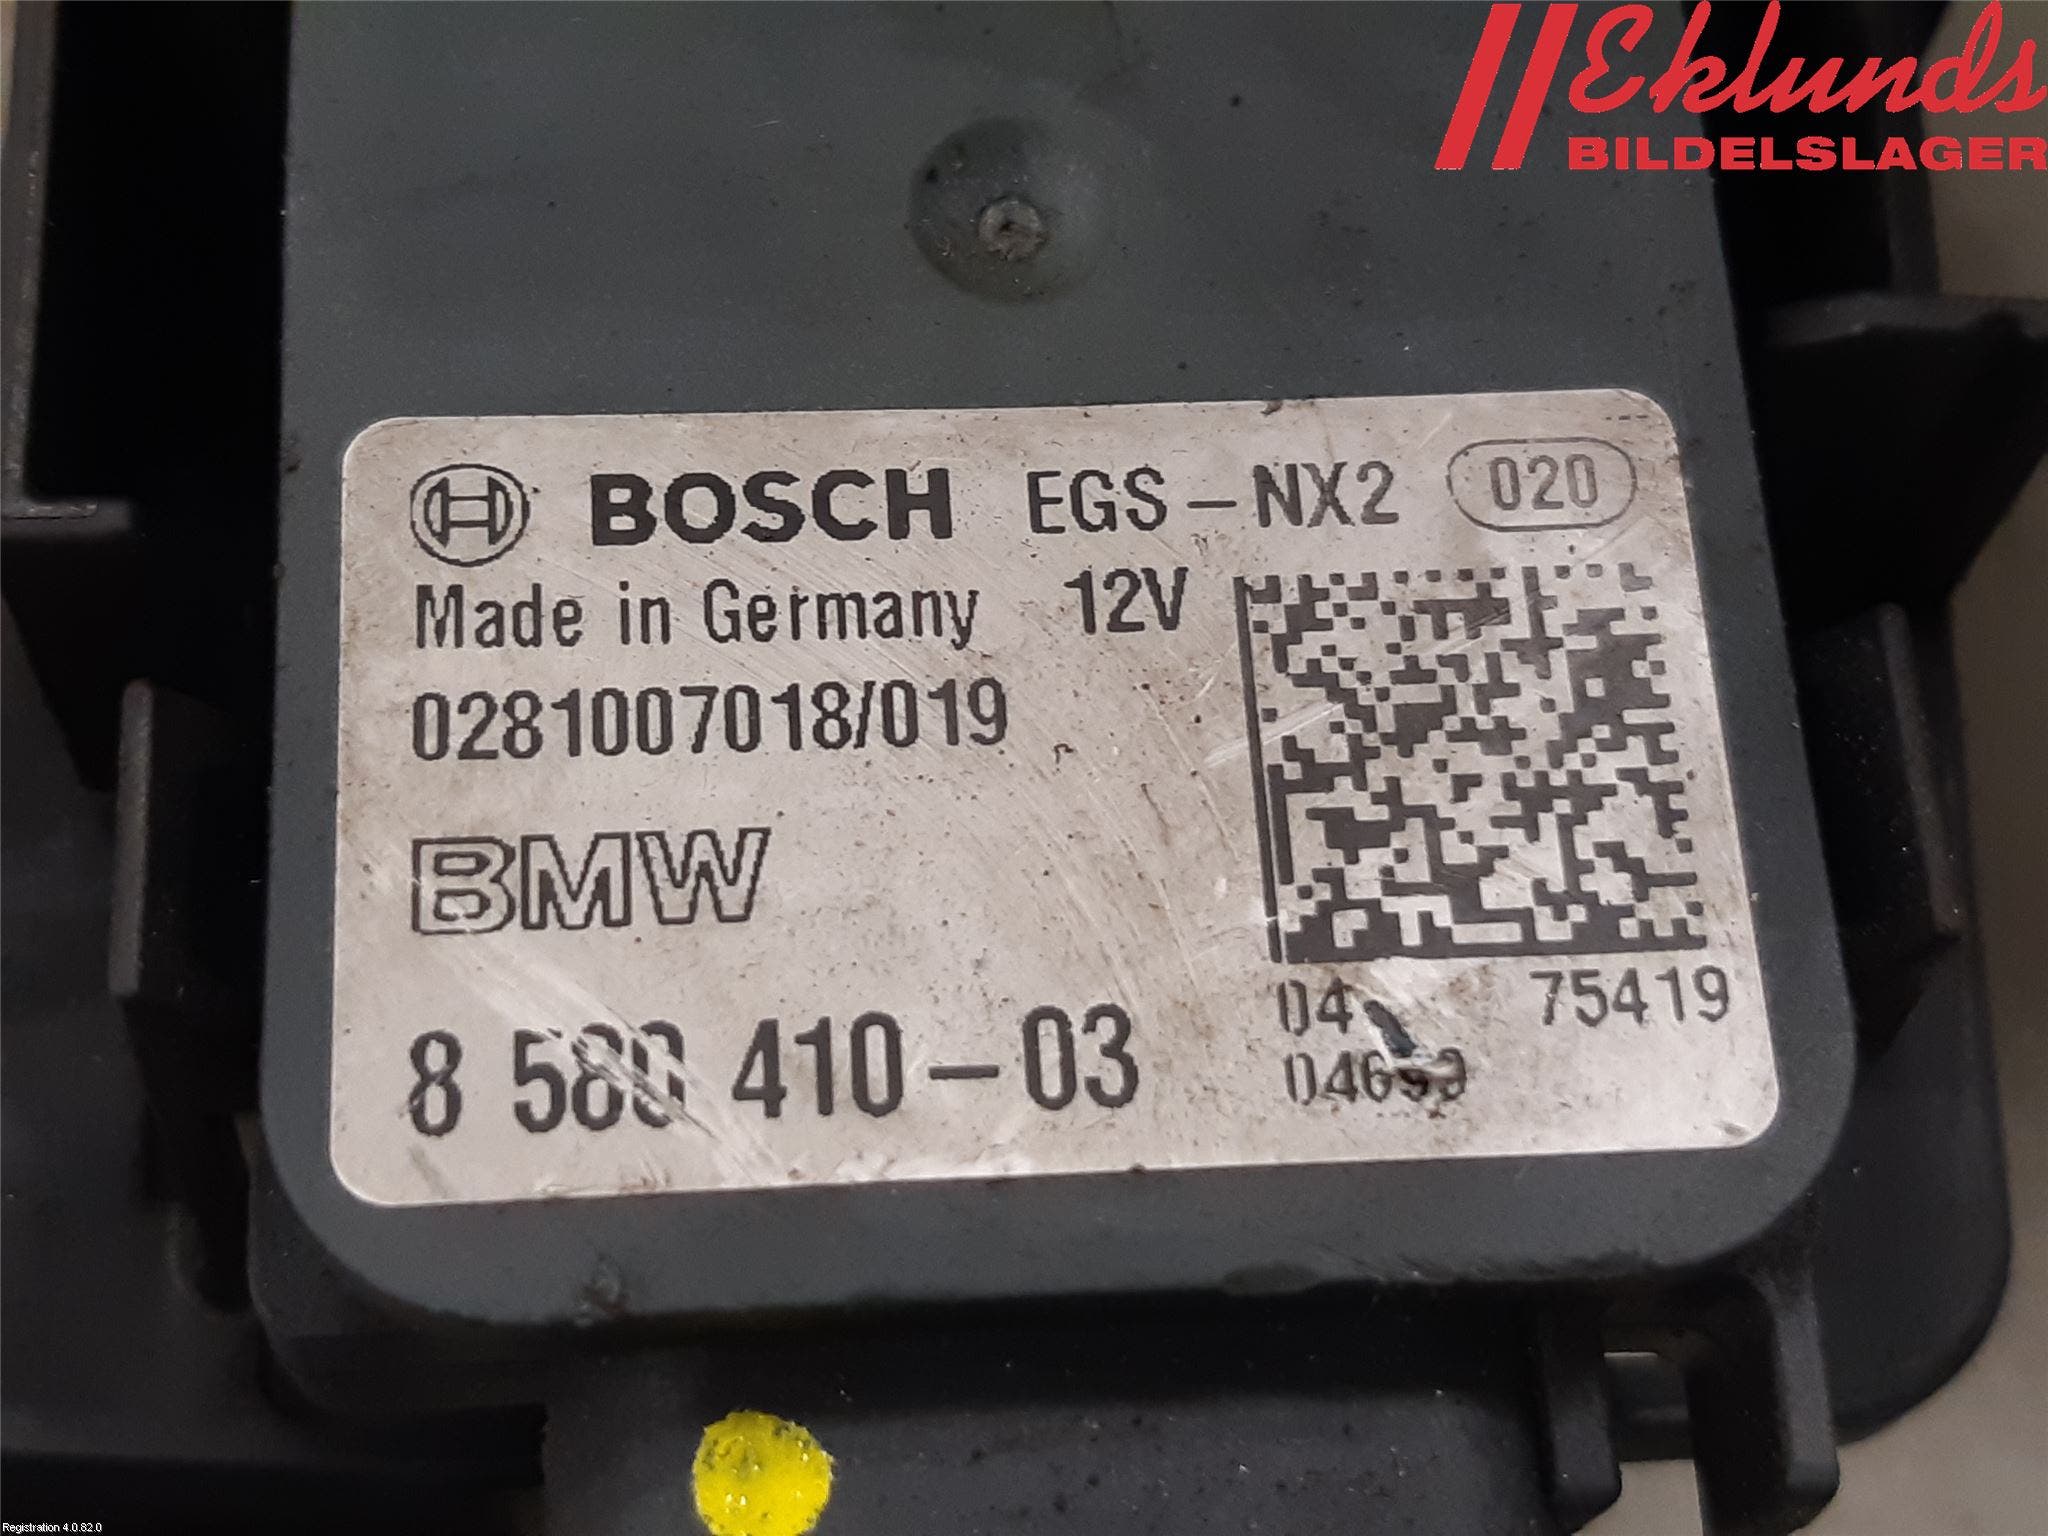 Eklunds
BILDELSLAGER
BOSCH EGS-NX2 020
Made in Germany 12V
0281007018/019
BMW
8 580 410-03
04 75419
Registration 4.0.82.0